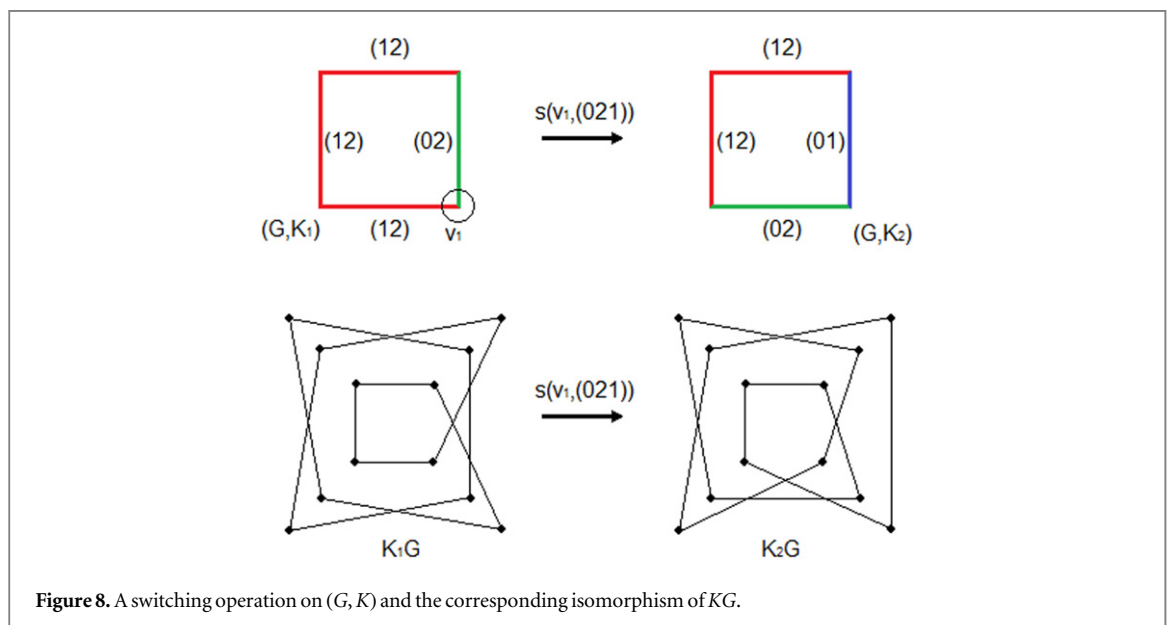 (12) (12)
s(v₁,(021))
(12) (02) (12) (01)
(G,K₁) (12) v₁ (02) (G,K₂)
s(v₁,(021))
K₁G K₂G
Figure 8. A switching operation on (G, K) and the corresponding isomorphism of KG.